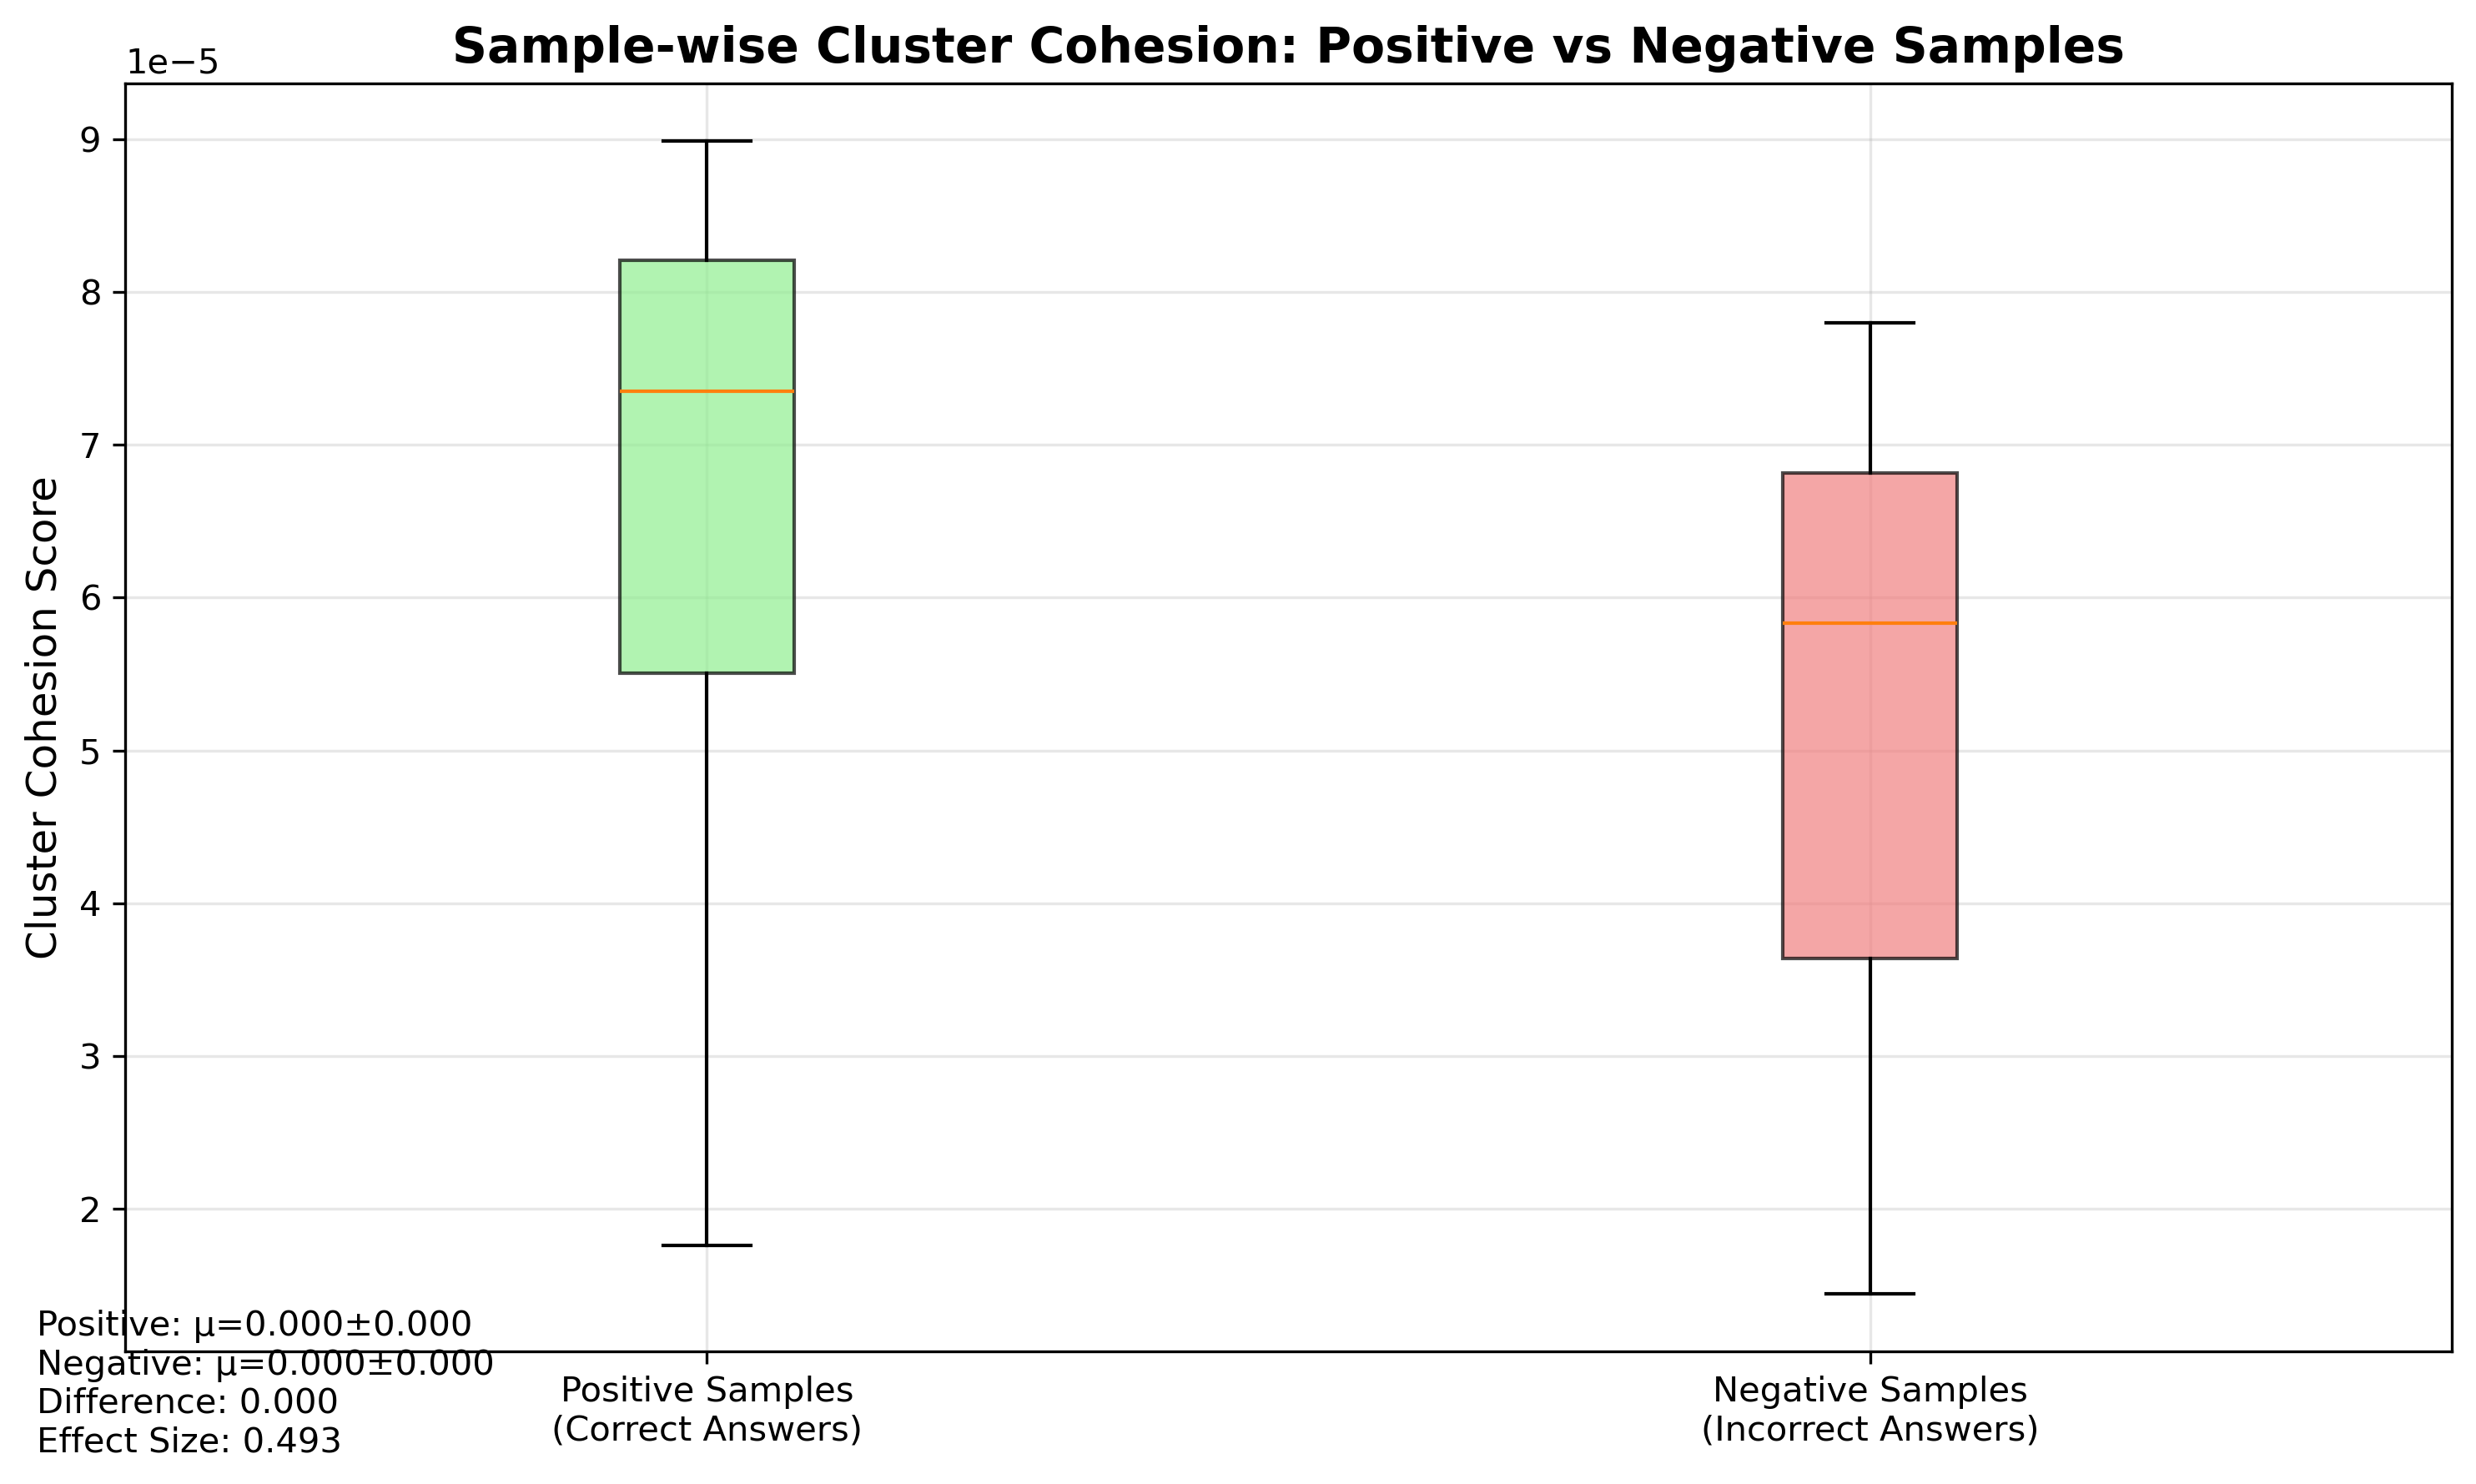 Sample-wise Cluster Cohesion: Positive vs Negative Samples
1e−5
9
8
7
6
5
4
3
2
Cluster Cohesion Score
Positive: μ=0.000±0.000
Negative: μ=0.000±0.000
Difference: 0.000
Effect Size: 0.493
Positive Samples
(Correct Answers)
Negative Samples
(Incorrect Answers)